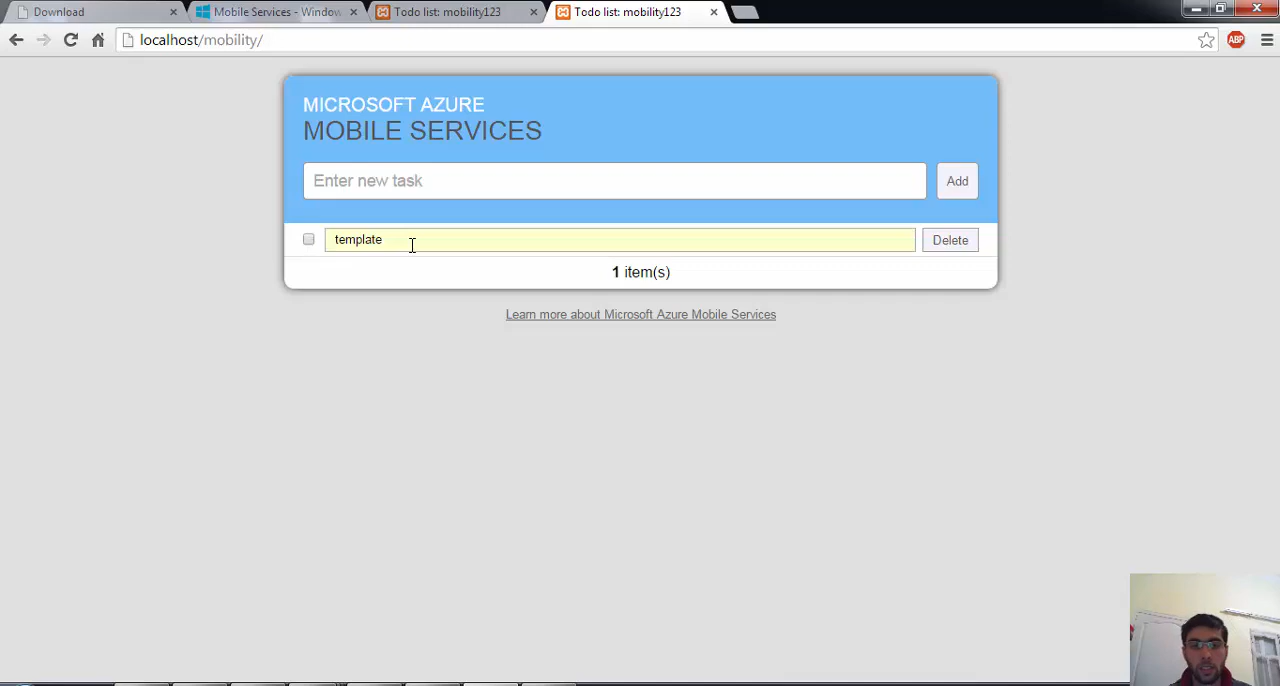 Download
Mobile Services - Window
Todo list: mobility123
Todo list: mobility123
localhost/mobility/
ABP
MICROSOFT AZURE
MOBILE SERVICES
Enter new task
Add
template
Delete
1 item(s)
Learn more about Microsoft Azure Mobile Services